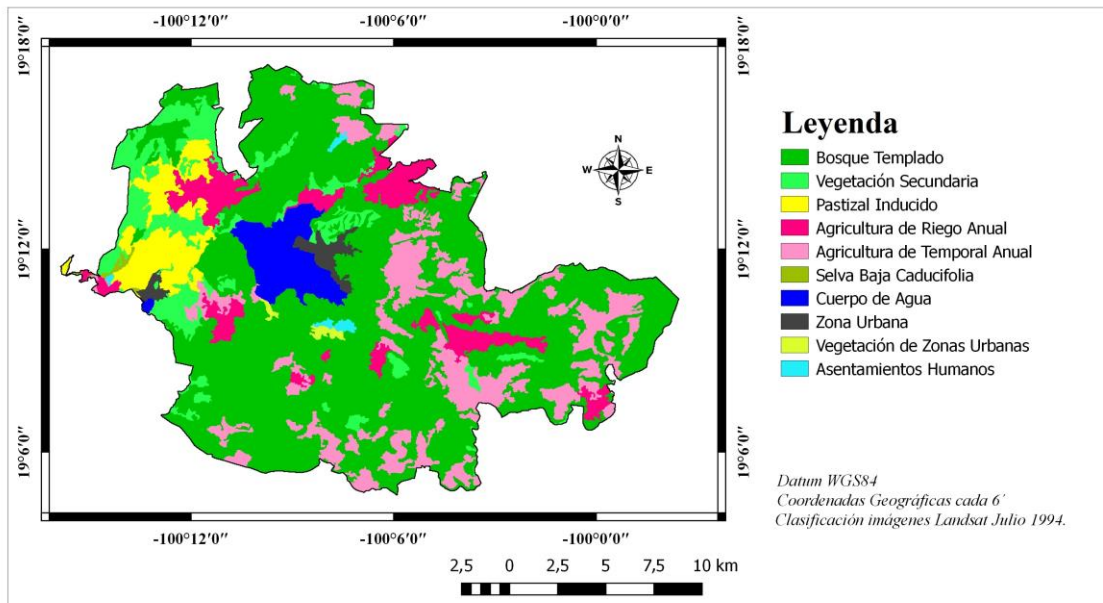 -100°12'0'' -100°6'0'' -100°0'0''
19°18'0'' 19°18'0''
N
W E
S
19°12'0'' 19°12'0''
19°6'0'' 19°6'0''
-100°12'0'' -100°6'0'' -100°0'0''
Leyenda
Bosque Templado
Vegetación Secundaria
Pastizal Inducido
Agricultura de Riego Anual
Agricultura de Temporal Anual
Selva Baja Caducifolia
Cuerpo de Agua
Zona Urbana
Vegetación de Zonas Urbanas
Asentamientos Humanos
Datum WGS84
Coordenadas Geográficas cada 6'
Clasificación imágenes Landsat Julio 1994.
2,5 0 2,5 5 7,5 10 km